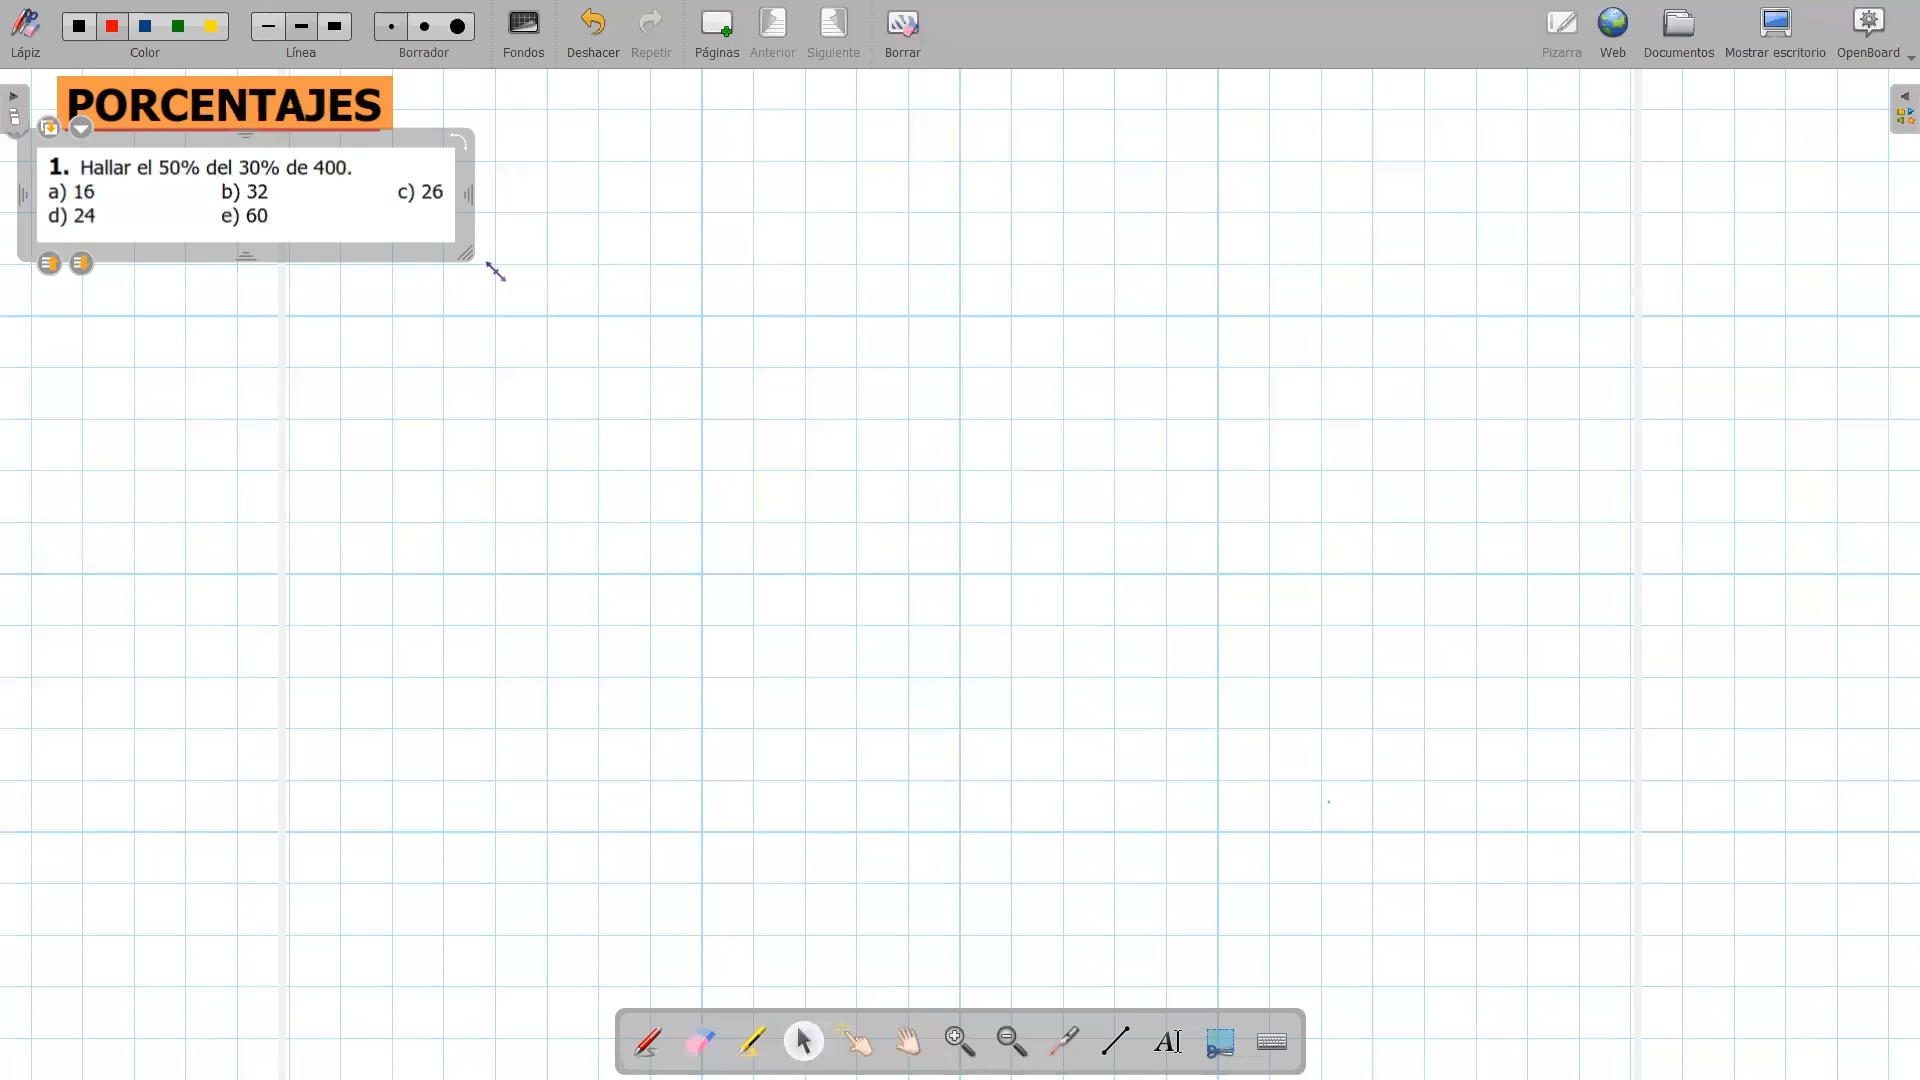 Lápiz Color Línea Borrador Fondos Deshacer Repetir Páginas Anterior Siguiente Borrar Pizarra Web Documentos Mostrar escritorio OpenBoard
PORCENTAJES
1. Hallar el 50% del 30% de 400.
a) 16 b) 32 c) 26
d) 24 e) 60